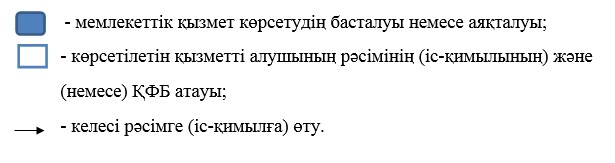 - мемлекеттік қызмет көрсетудің басталуы немесе аяқталуы;
- көрсетілетін қызметті алушының рәсімінің (іс-қимылының) және
(немесе) ҚФБ атауы;
- келесі рәсімге (іс-қимылға) өту.